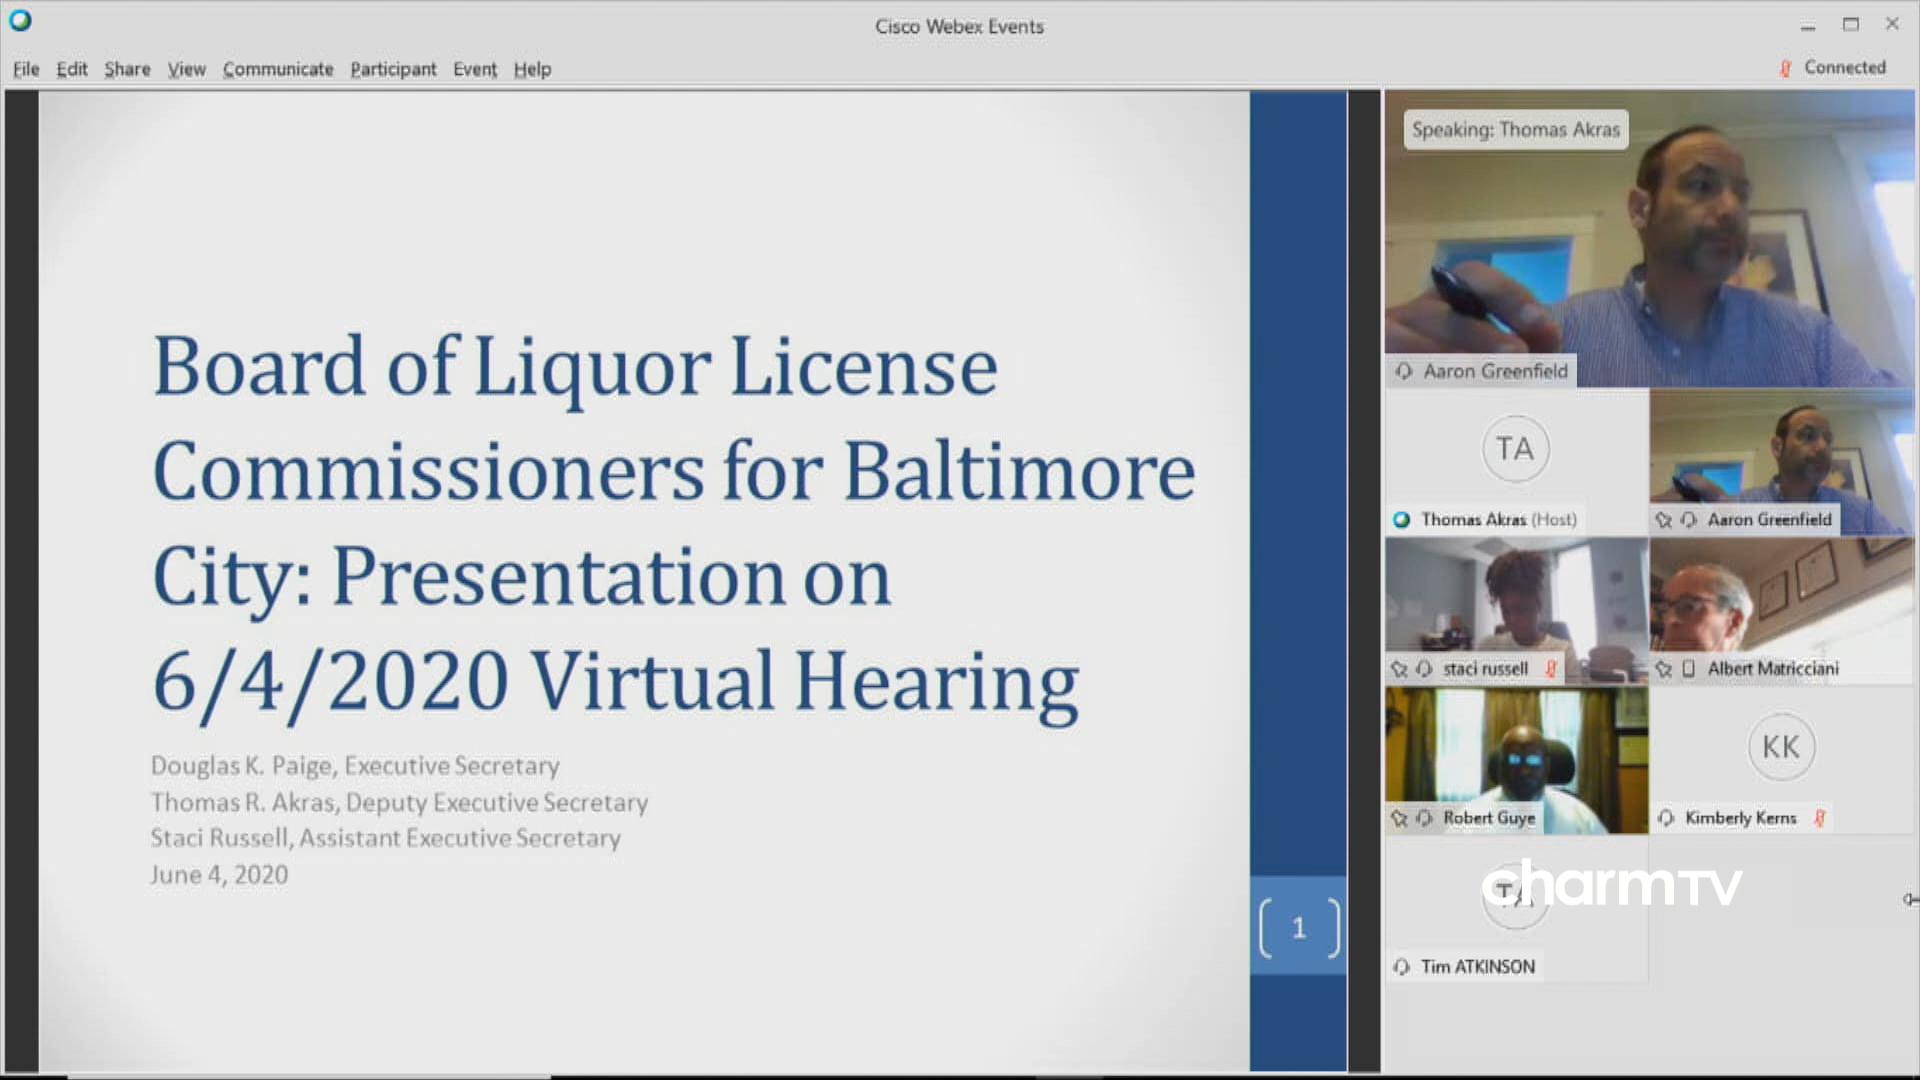 Cisco Webex Events
File Edit Share View Communicate Participant Event Help
Connected
Board of Liquor License
Commissioners for Baltimore
City: Presentation on
6/4/2020 Virtual Hearing
Douglas K. Paige, Executive Secretary
Thomas R. Akras, Deputy Executive Secretary
Staci Russell, Assistant Executive Secretary
June 4, 2020
1
Speaking: Thomas Akras
Aaron Greenfield
TA
Thomas Akras (Host)
Aaron Greenfield
staci russell
Albert Matricciani
Robert Guye
KK
Kimberly Kerns
TA
charmTV
Tim ATKINSON